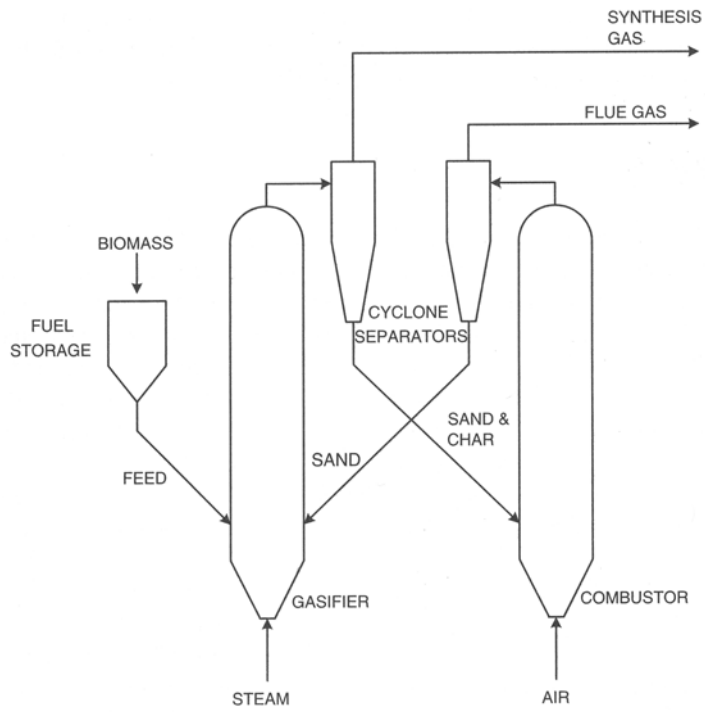 SYNTHESIS
GAS
FLUE GAS
BIOMASS
FUEL
STORAGE
CYCLONE
SEPARATORS
SAND &
CHAR
SAND
FEED
GASIFIER
COMBUSTOR
STEAM
AIR